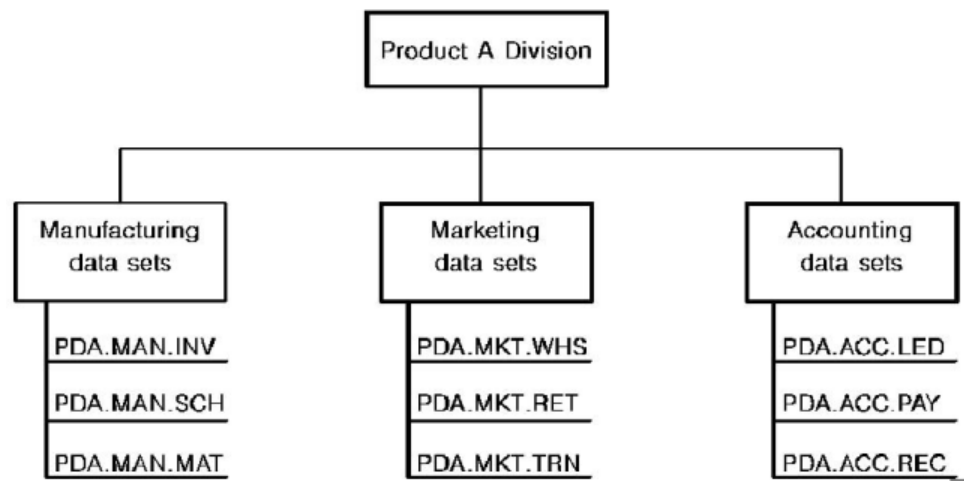 Product A Division
Manufacturing
data sets
PDA.MAN.INV
PDA.MAN.SCH
PDA.MAN.MAT
Marketing
data sets
PDA.MKT.WHS
PDA.MKT.RET
PDA.MKT.TRN
Accounting
data sets
PDA.ACC.LED
PDA.ACC.PAY
PDA.ACC.REC